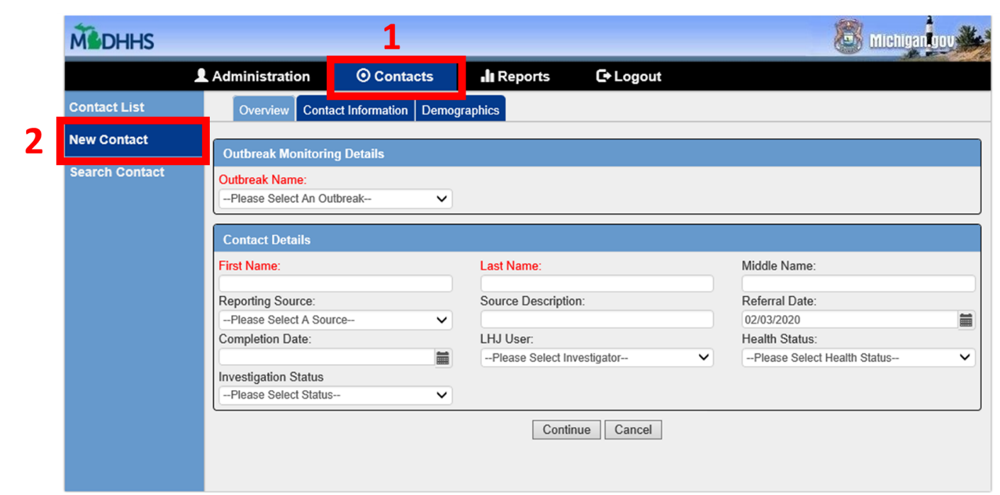 MDHHS
1
Michigan.gov
Administration Contacts Reports Logout
Contact List
Overview Contact Information Demographics
2
New Contact
Search Contact
Outbreak Monitoring Details
Outbreak Name:
--Please Select An Outbreak--
Contact Details
First Name: Last Name: Middle Name:
Reporting Source: Source Description: Referral Date:
--Please Select A Source-- 02/03/2020
Completion Date: LHJ User: Health Status:
--Please Select Investigator-- --Please Select Health Status--
Investigation Status
--Please Select Status--
Continue Cancel